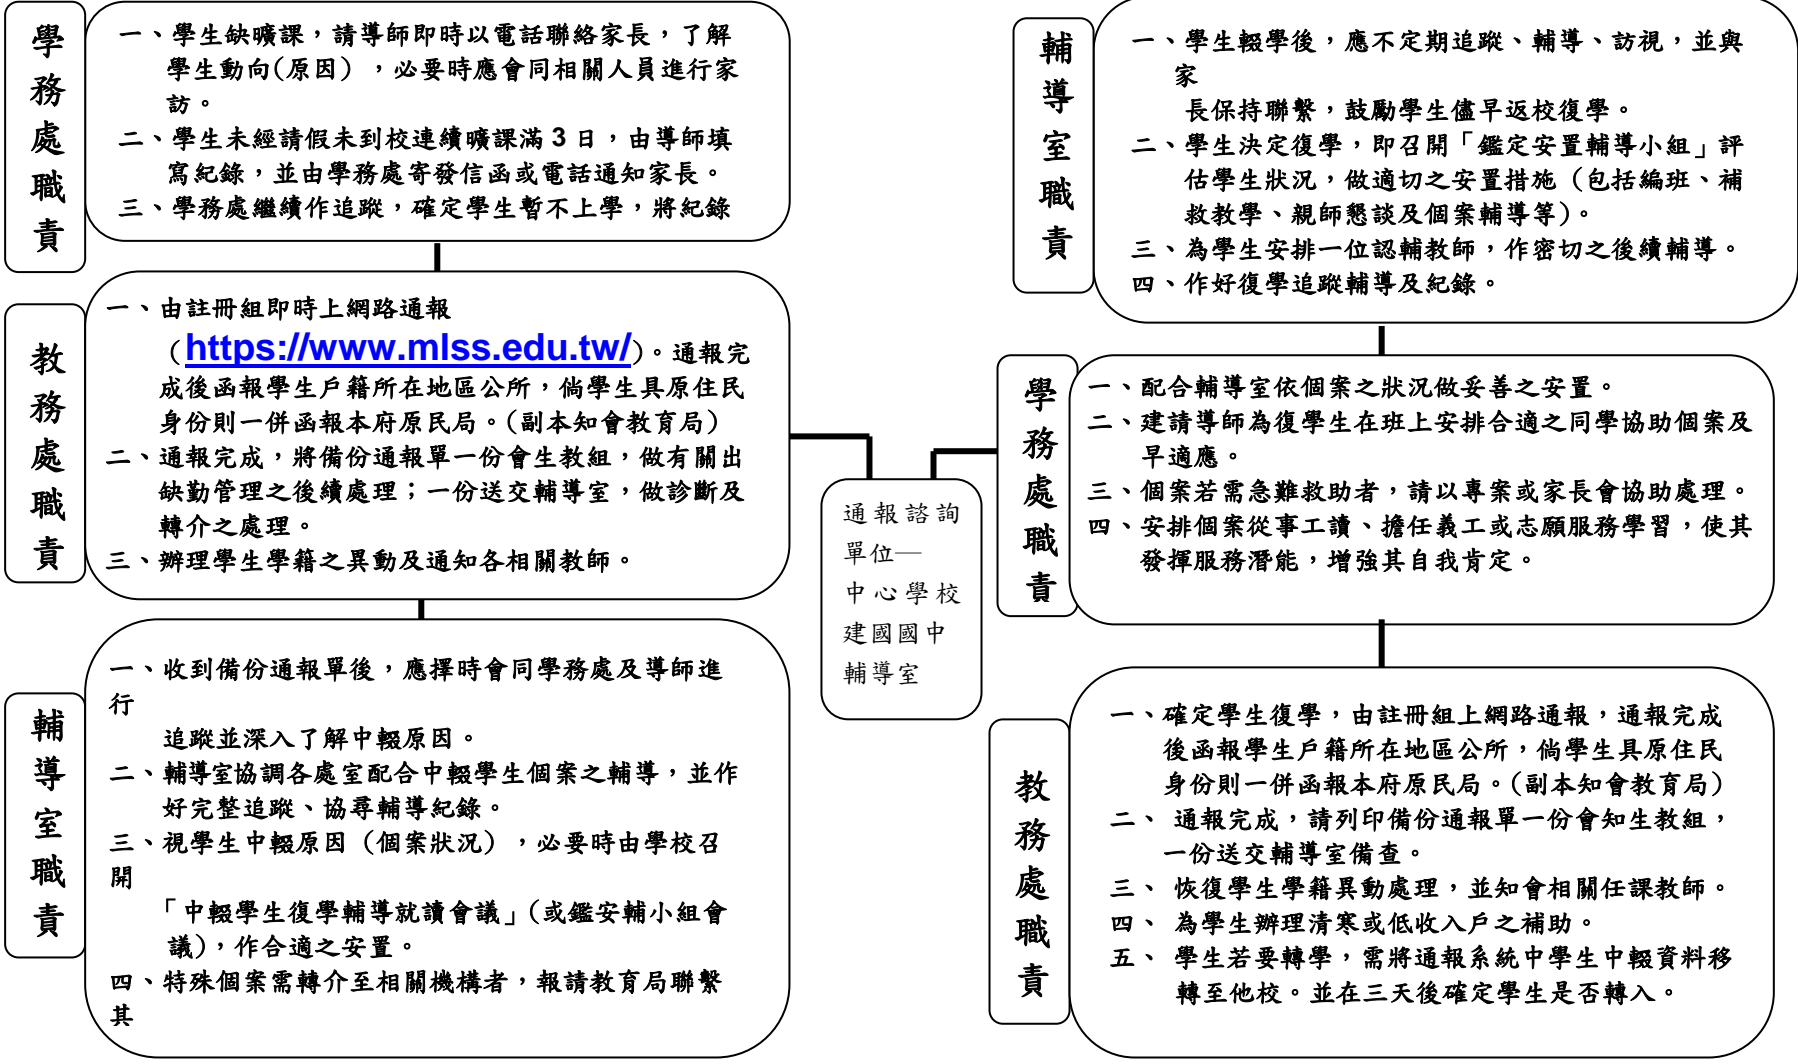 學務處職責
一、學生缺曠課，請導師即時以電話聯絡家長，了解
學生動向(原因），必要時應會同相關人員進行家
訪。
二、學生未經請假未到校連續曠課滿 3 日，由導師填
寫紀錄，並由學務處寄發信函或電話通知家長。
三、學務處繼續作追蹤，確定學生暫不上學，將紀錄
教務處職責
一、由註冊組即時上網路通報
（https://www.mlss.edu.tw/)。通報完
成後函報學生戶籍所在地區公所，倘學生具原住民
身份則一併函報本府原民局。(副本知會教育局)
二、通報完成，將備份通報單一份會生教組，做有關出
缺勤管理之後續處理；一份送交輔導室，做診斷及
轉介之處理。
三、辦理學生學籍之異動及通知各相關教師。
輔導室職責
一、收到備份通報單後，應擇時會同學務處及導師進
行
追蹤並深入了解中輟原因。
二、輔導室協調各處室配合中輟學生個案之輔導，並作
好完整追蹤、協尋輔導紀錄。
三、視學生中輟原因（個案狀況），必要時由學校召
開
「中輟學生復學輔導就讀會議」(或鑑安輔小組會
議)，作合適之安置。
四、特殊個案需轉介至相關機構者，報請教育局聯繫
其
通報諮詢
單位—
中心學校
建國國中
輔導室
輔導室職責
一、學生輟學後，應不定期追蹤、輔導、訪視，並與
家
長保持聯繫，鼓勵學生儘早返校復學。
二、學生決定復學，即召開「鑑定安置輔導小組」評
估學生狀況，做適切之安置措施（包括編班、補
救教學、親師懇談及個案輔導等)。
三、為學生安排一位認輔教師，作密切之後續輔導。
四、作好復學追蹤輔導及紀錄。
學務處職責
一、配合輔導室依個案之狀況做妥善之安置。
二、建請導師為復學生在班上安排合適之同學協助個案及
早適應。
三、個案若需急難救助者，請以專案或家長會協助處理。
四、安排個案從事工讀、擔任義工或志願服務學習，使其
發揮服務潛能，增強其自我肯定。
教務處職責
一、確定學生復學，由註冊組上網路通報，通報完成
後函報學生戶籍所在地區公所，倘學生具原住民
身份則一併函報本府原民局。(副本知會教育局)
二、 通報完成，請列印備份通報單一份會知生教組，
一份送交輔導室備查。
三、 恢復學生學籍異動處理，並知會相關任課教師。
四、 為學生辦理清寒或低收入戶之補助。
五、 學生若要轉學，需將通報系統中學生中輟資料移
轉至他校。並在三天後確定學生是否轉入。